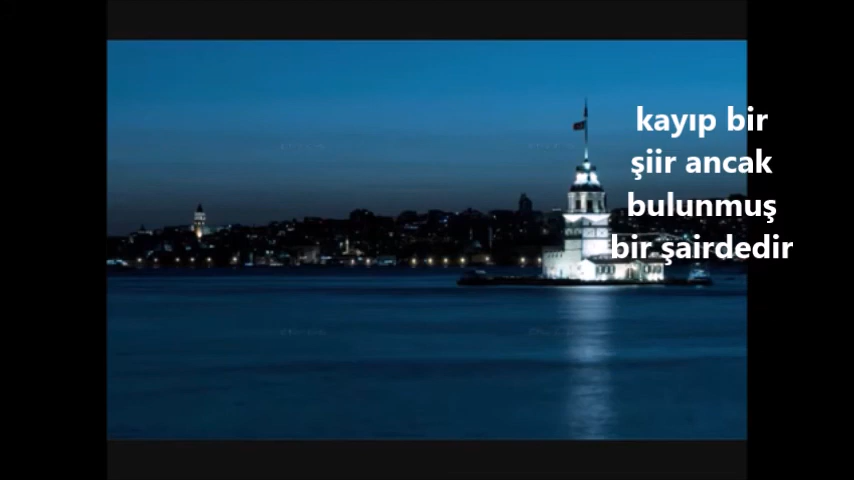 kayıp bir
şiir ancak
bulunmuş
bir şairdedir